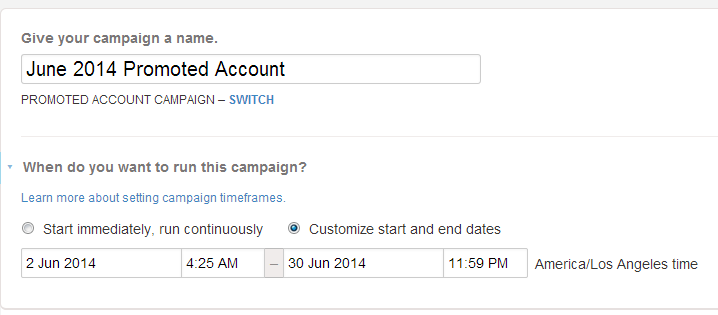 Give your campaign a name.
June 2014 Promoted Account
PROMOTED ACCOUNT CAMPAIGN – SWITCH
When do you want to run this campaign?
Learn more about setting campaign timeframes.
Start immediately, run continuously Customize start and end dates
2 Jun 2014 4:25 AM – 30 Jun 2014 11:59 PM America/Los Angeles time